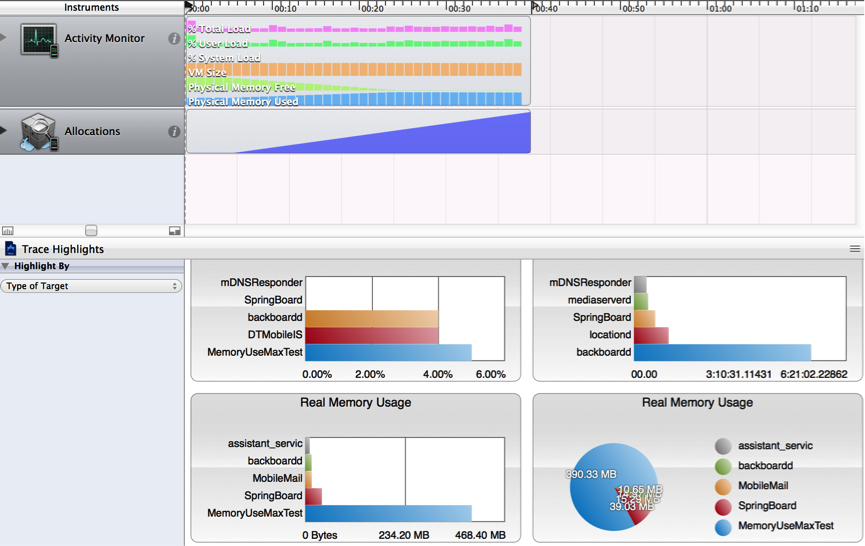 Instruments
00:00 00:10 00:20 00:30 00:40 00:50 01:00 01:10
Activity Monitor
% Total Load
% User Load
% System Load
VM Size
Physical Memory Free
Physical Memory Used
Allocations
Trace Highlights
Highlight By
Type of Target
mDNSResponder
SpringBoard
backboardd
DTMobileIS
MemoryUseMaxTest
0.00% 2.00% 4.00% 6.00%
mDNSResponder
mediaserverd
SpringBoard
locationd
backboardd
00.00 3:10:31.11431 6:21:02.22862
Real Memory Usage
assistant_servic
backboardd
MobileMail
SpringBoard
MemoryUseMaxTest
0 Bytes 234.20 MB 468.40 MB
Real Memory Usage
390.33 MB
10.65 MB
39.03 MB
assistant_servic
backboardd
MobileMail
SpringBoard
MemoryUseMaxTest